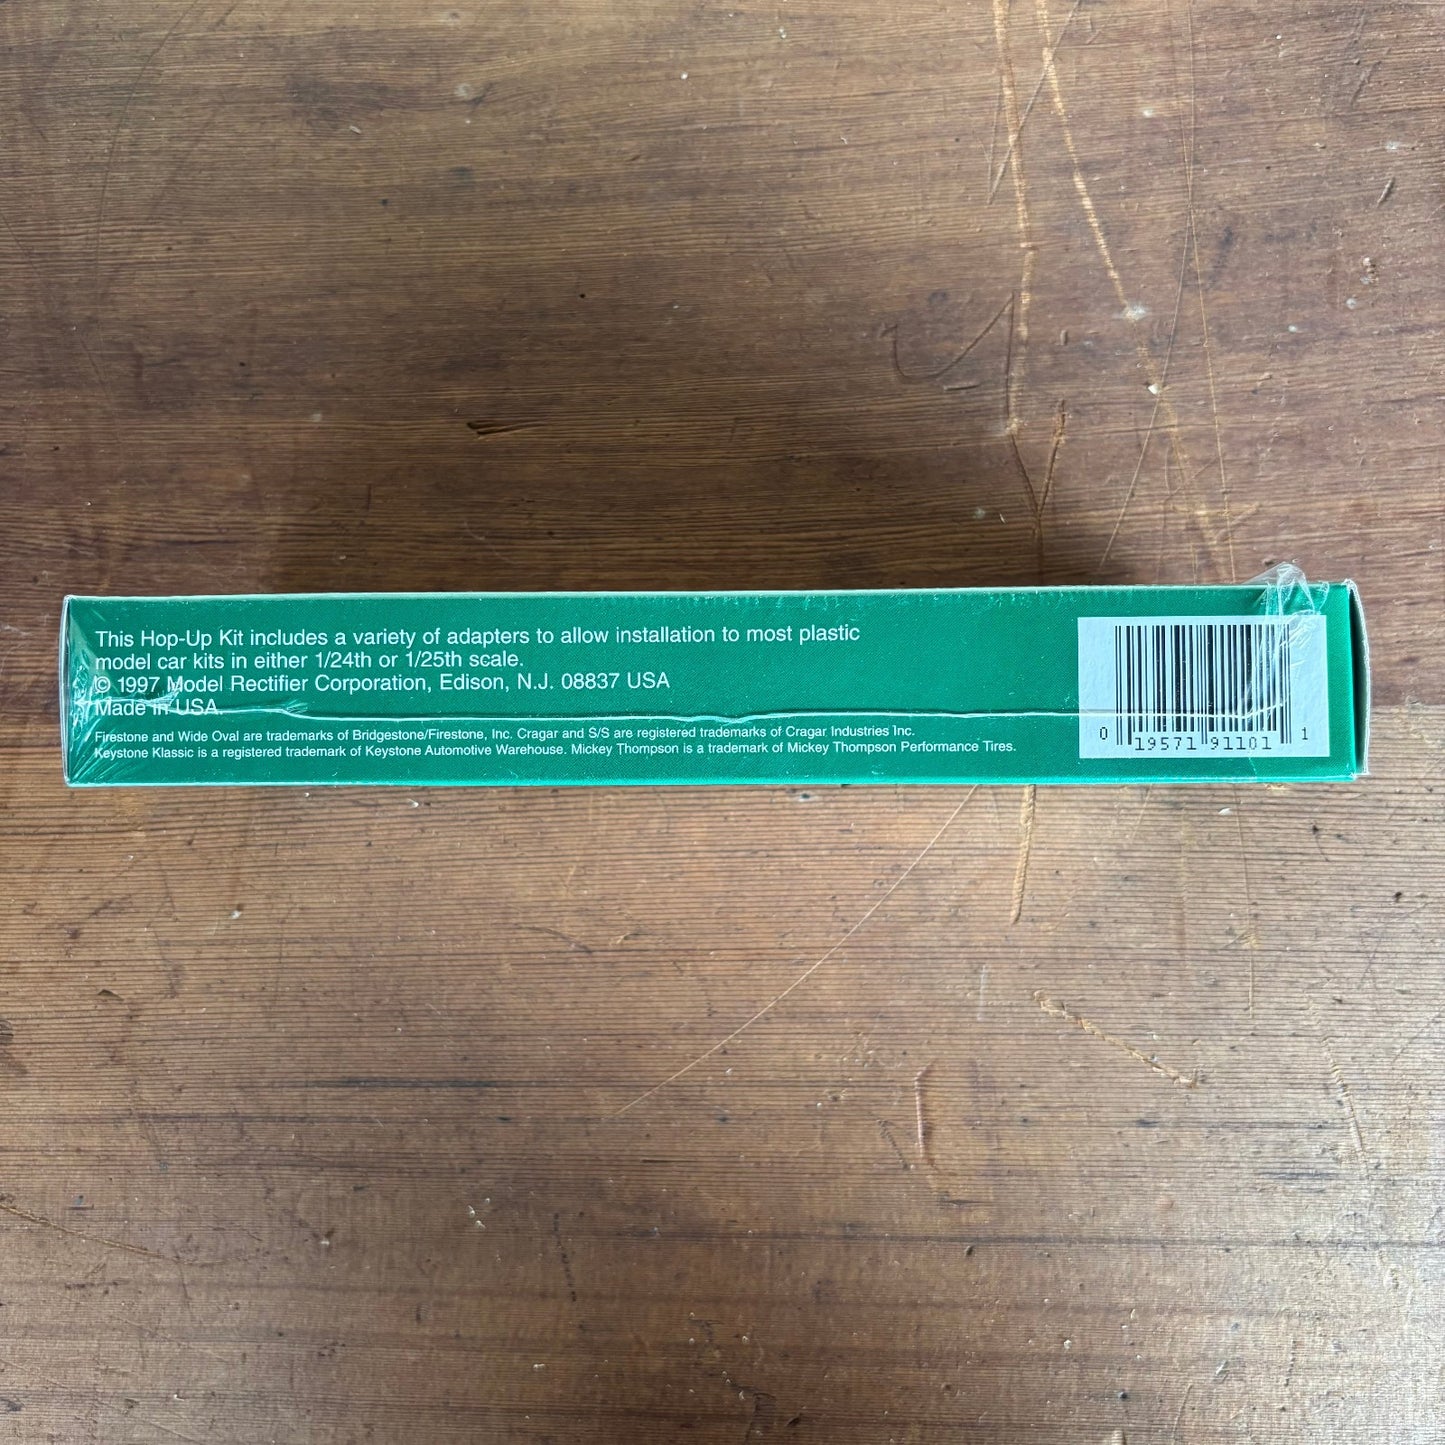 This Hop-Up Kit includes a variety of adapters to allow installation to most plastic
model car kits in either 1/24th or 1/25th scale.
© 1997 Model Rectifier Corporation, Edison, N.J. 08837 USA
Made in USA.
Firestone and Wide Oval are trademarks of Bridgestone/Firestone, Inc. Cragar and S/S are registered trademarks of Cragar Industries Inc.
Keystone Klassic is a registered trademark of Keystone Automotive Warehouse. Mickey Thompson is a trademark of Mickey Thompson Performance Tires.
0 19571 91101 1